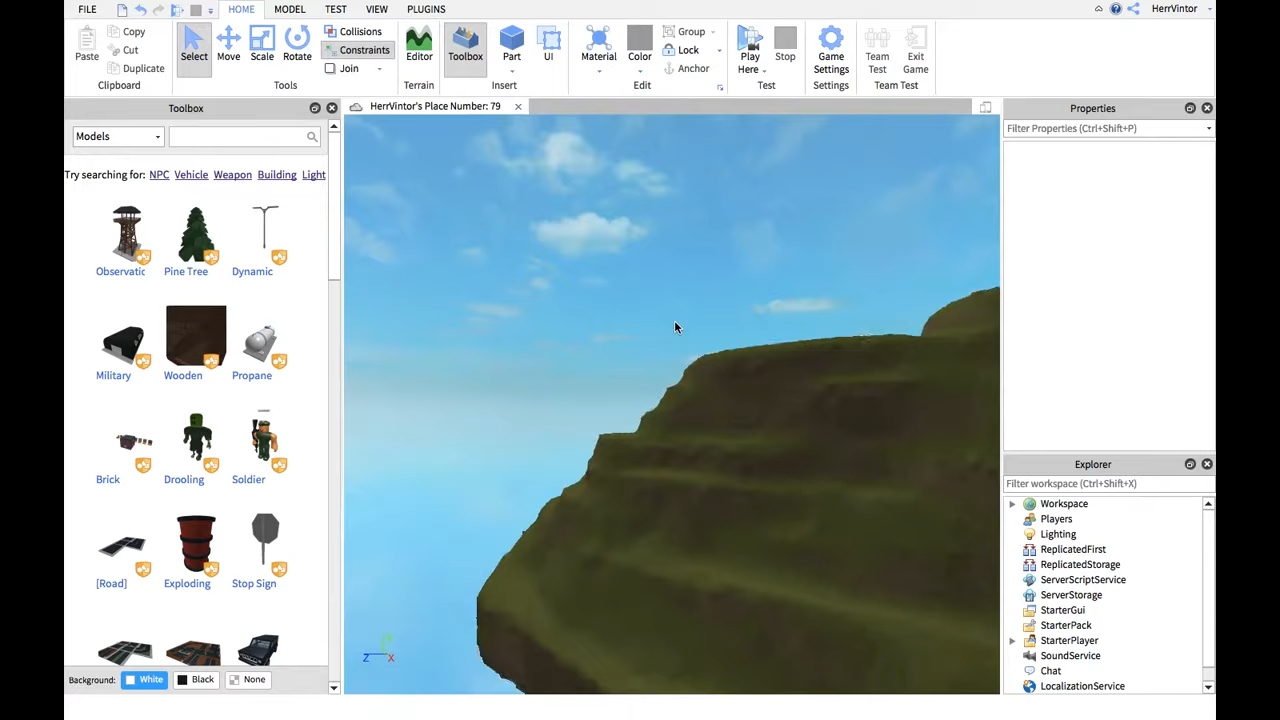 FILE HOME MODEL TEST VIEW PLUGINS HerrVintor
Paste Copy Cut Duplicate
Clipboard
Select Move Scale Rotate Collisions Constraints Join
Tools
Editor
Terrain
Toolbox Part UI
Insert
Material Color Group Lock Anchor
Edit
Play Here Stop
Test
Game Settings
Settings
Team Test Exit Game
Team Test
Toolbox
Models
Try searching for: NPC Vehicle Weapon Building Light
Observatic Pine Tree Dynamic
Military Wooden Propane
Brick Drooling Soldier
[Road] Exploding Stop Sign
Background: White Black None
HerrVintor's Place Number: 79
Z X
Properties
Filter Properties (Ctrl+Shift+P)
Explorer
Filter workspace (Ctrl+Shift+X)
Workspace
Players
Lighting
ReplicatedFirst
ReplicatedStorage
ServerScriptService
ServerStorage
StarterGui
StarterPack
StarterPlayer
SoundService
Chat
LocalizationService